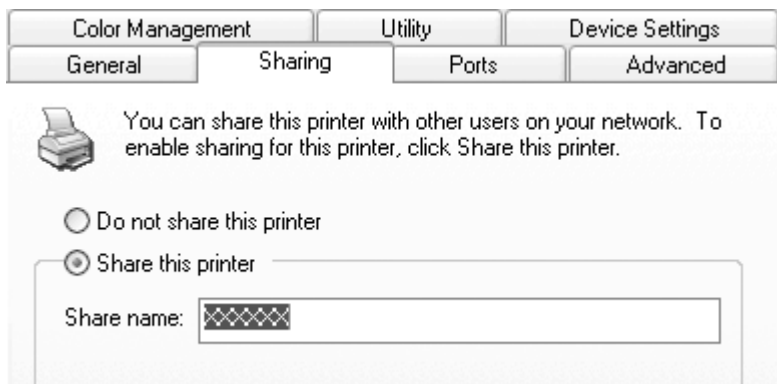 Color Management Utility Device Settings
General Sharing Ports Advanced
You can share this printer with other users on your network. To
enable sharing for this printer, click Share this printer.
Do not share this printer
Share this printer
Share name: XXXXXX